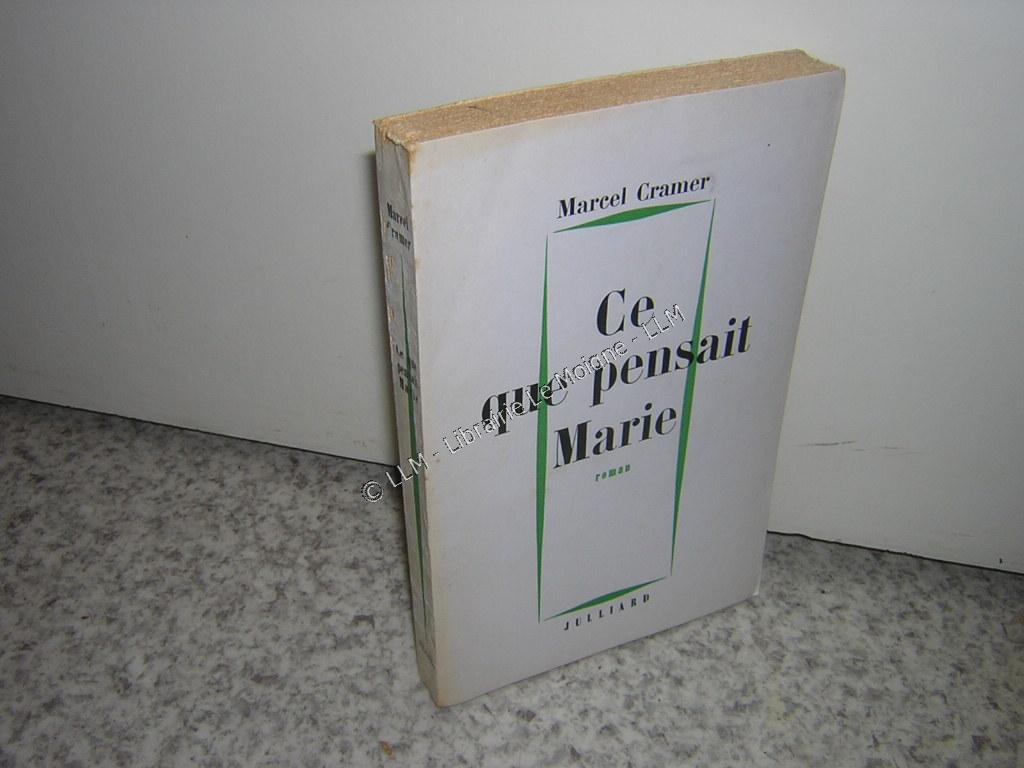 Marcel Cramer
Ce
que pensait
Marie
roman
JULLIARD
Marcel
Cramer
© LLM - Librairie Le Moigne - LLM